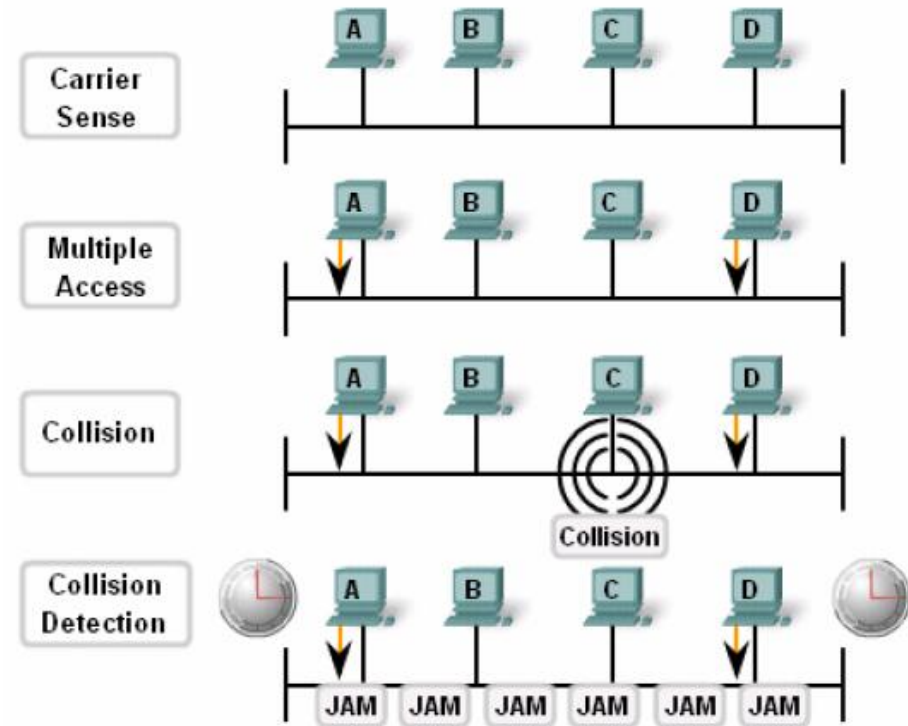 A B C D
Carrier
Sense
A B C D
Multiple
Access
A B C D
Collision
Collision
A B C D
Collision
Detection
JAM JAM JAM JAM JAM JAM